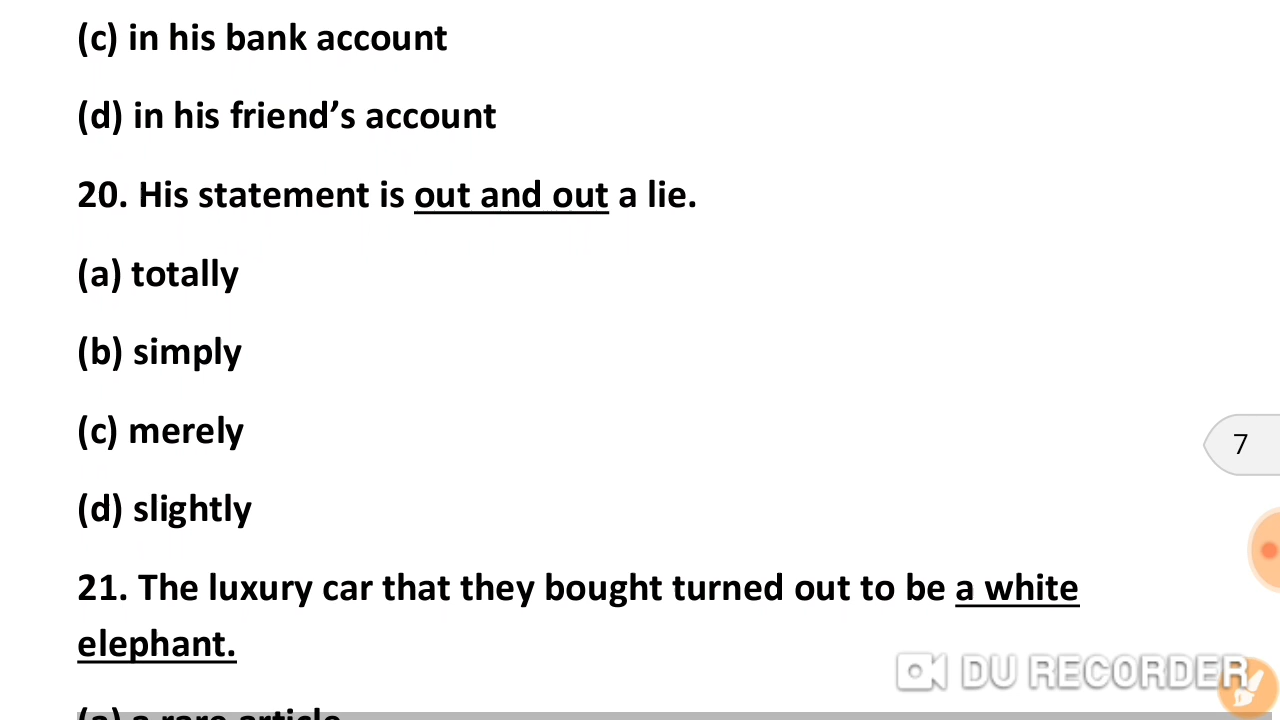 (c) in his bank account
(d) in his friend’s account
20. His statement is out and out a lie.
(a) totally
(b) simply
(c) merely
(d) slightly
7
21. The luxury car that they bought turned out to be a white
elephant.
DU RECORDER
(a) a rare article